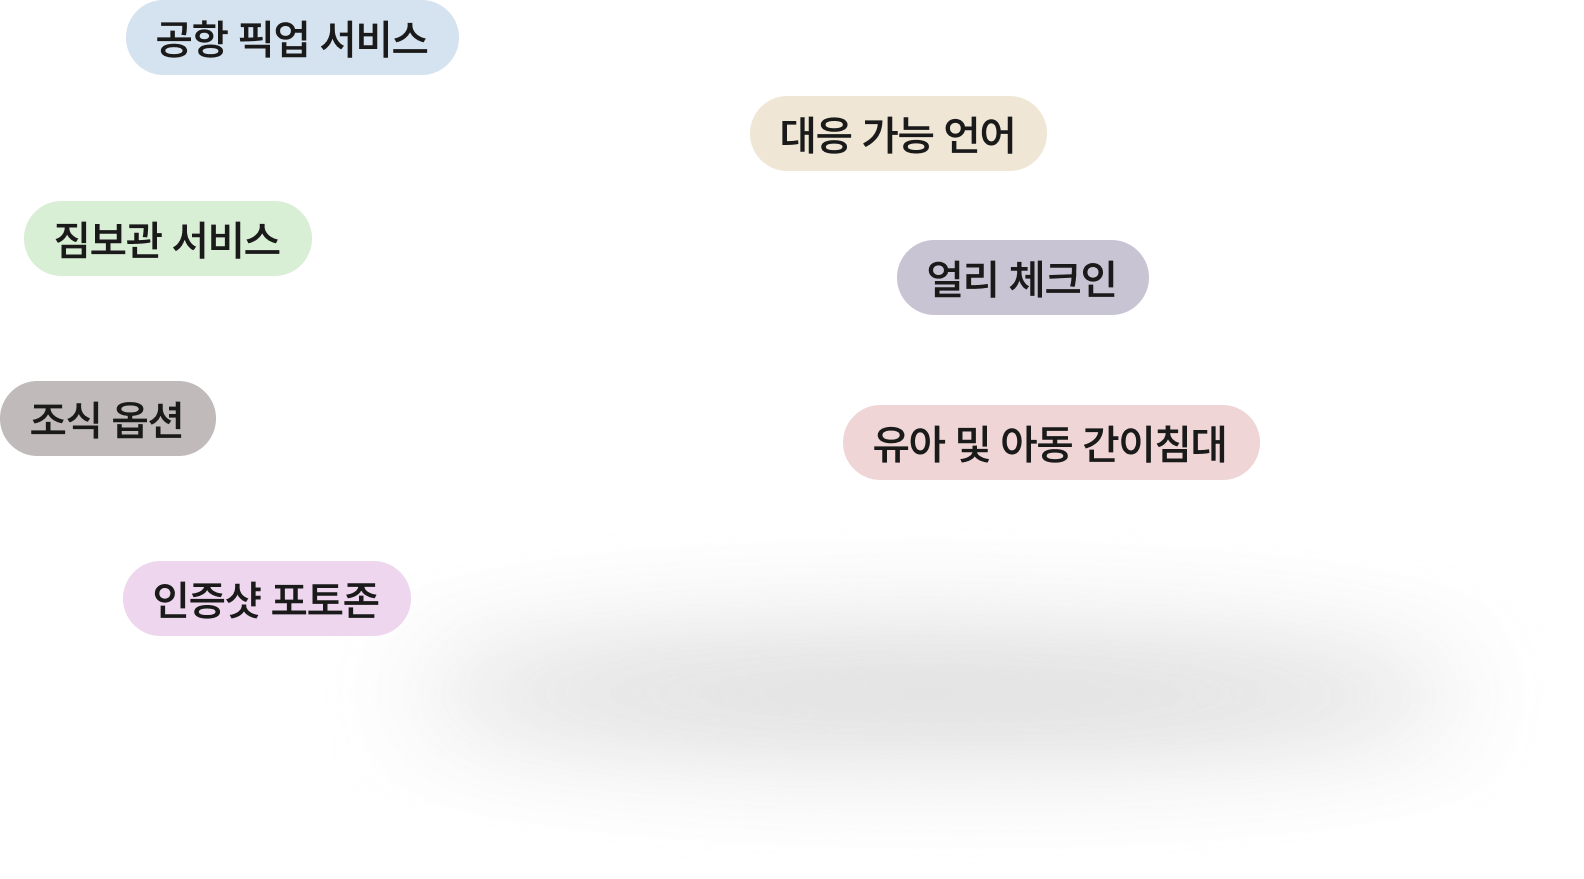 공항 픽업 서비스
대응 가능 언어
짐보관 서비스
얼리 체크인
조식 옵션
유아 및 아동 간이침대
인증샷 포토존